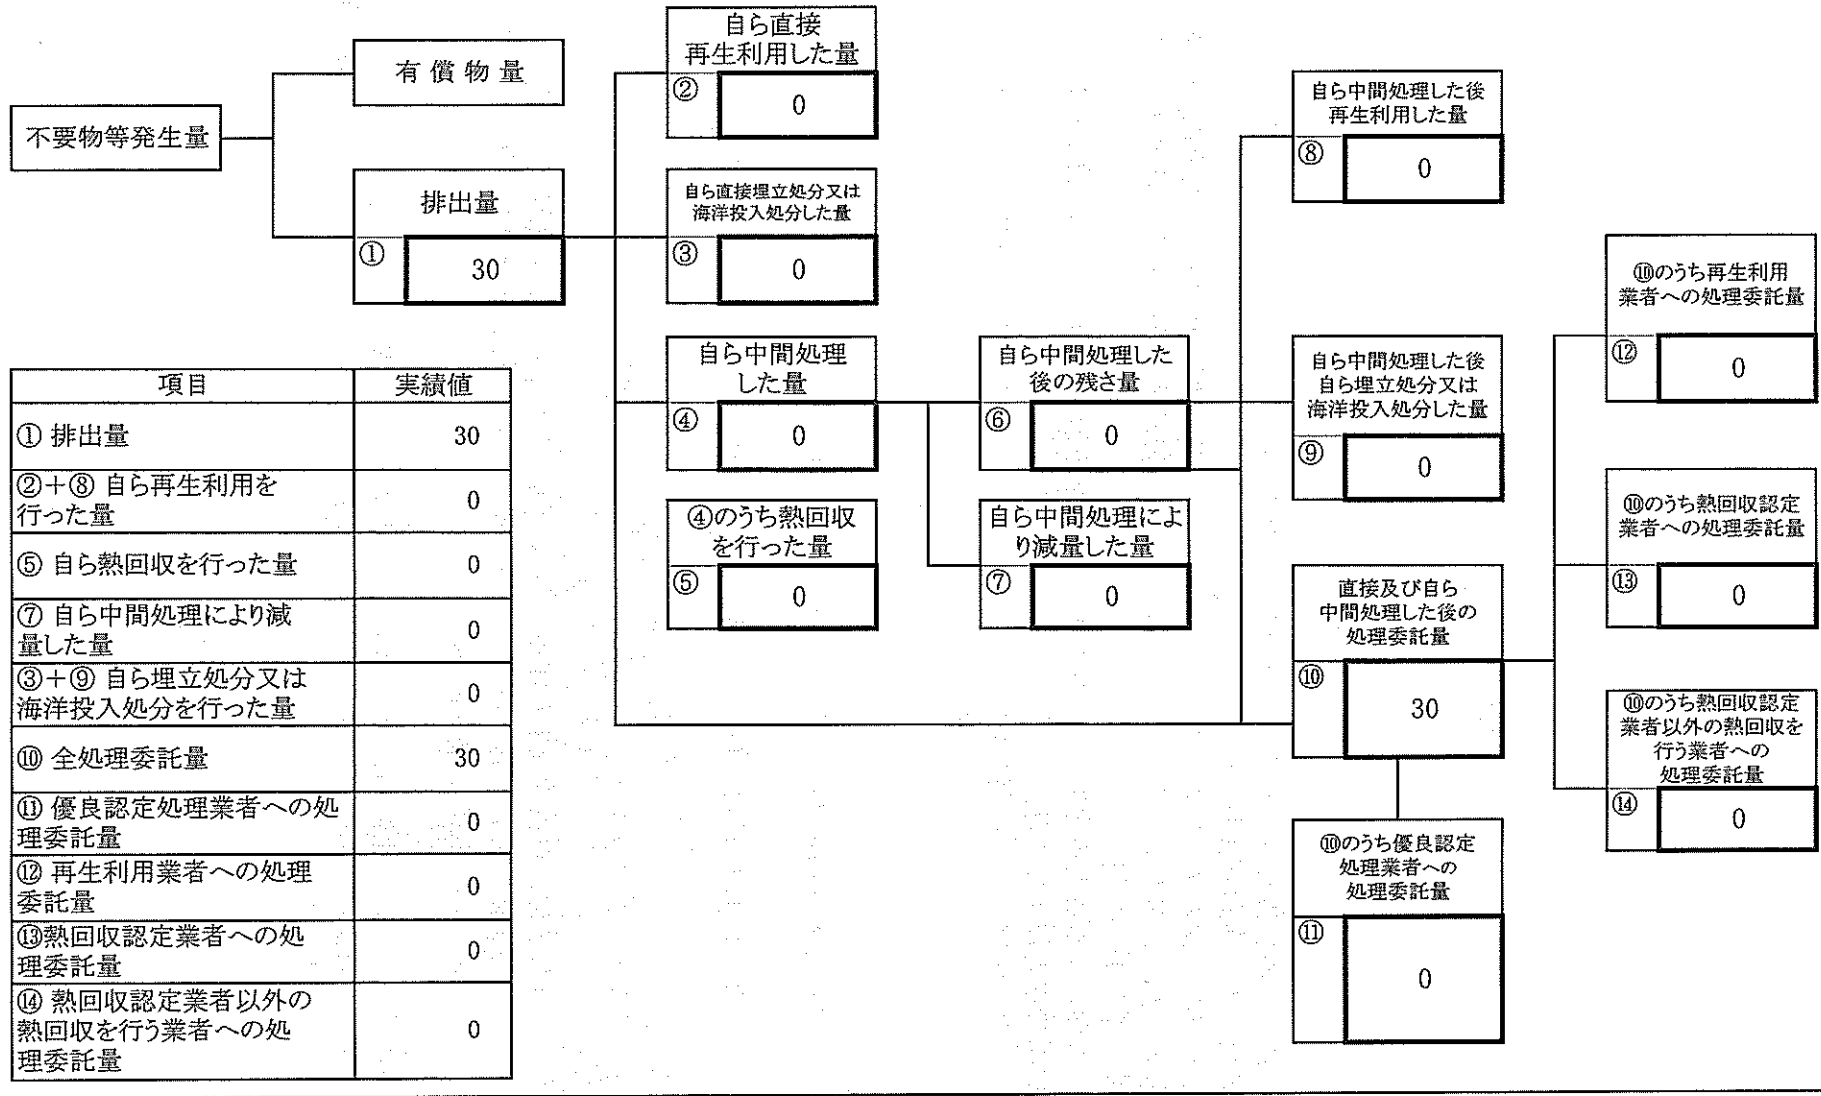 不要物等発生量
有償物量
排出量
①
30
自ら直接
再生利用した量
②
0
自ら直接埋立処分又は
海洋投入処分した量
③
0
自ら中間処理
した量
④
0
④のうち熱回収
を行った量
⑤
0
自ら中間処理した
後の残さ量
⑥
0
自ら中間処理によ
り減量した量
⑦
0
自ら中間処理した後
再生利用した量
⑧
0
自ら中間処理した後
自ら埋立処分又は
海洋投入処分した量
⑨
0
直接及び自ら
中間処理した後の
処理委託量
⑩
30
⑩のうち優良認定
処理業者への
処理委託量
⑪
0
⑩のうち再生利用
業者への処理委託量
⑫
0
⑩のうち熱回収認定
業者への処理委託量
⑬
0
⑩のうち熱回収認定
業者以外の熱回収を
行う業者への
処理委託量
⑭
0
項目 実績値
① 排出量 30
②+⑧ 自ら再生利用を
行った量 0
⑤ 自ら熱回収を行った量 0
⑦ 自ら中間処理により減
量した量 0
③+⑨ 自ら埋立処分又は
海洋投入処分を行った量 0
⑩ 全処理委託量 30
⑪ 優良認定処理業者への処
理委託量 0
⑫ 再生利用業者への処理
委託量 0
⑬熱回収認定業者への処
理委託量 0
⑭ 熱回収認定業者以外の
熱回収を行う業者への処
理委託量 0